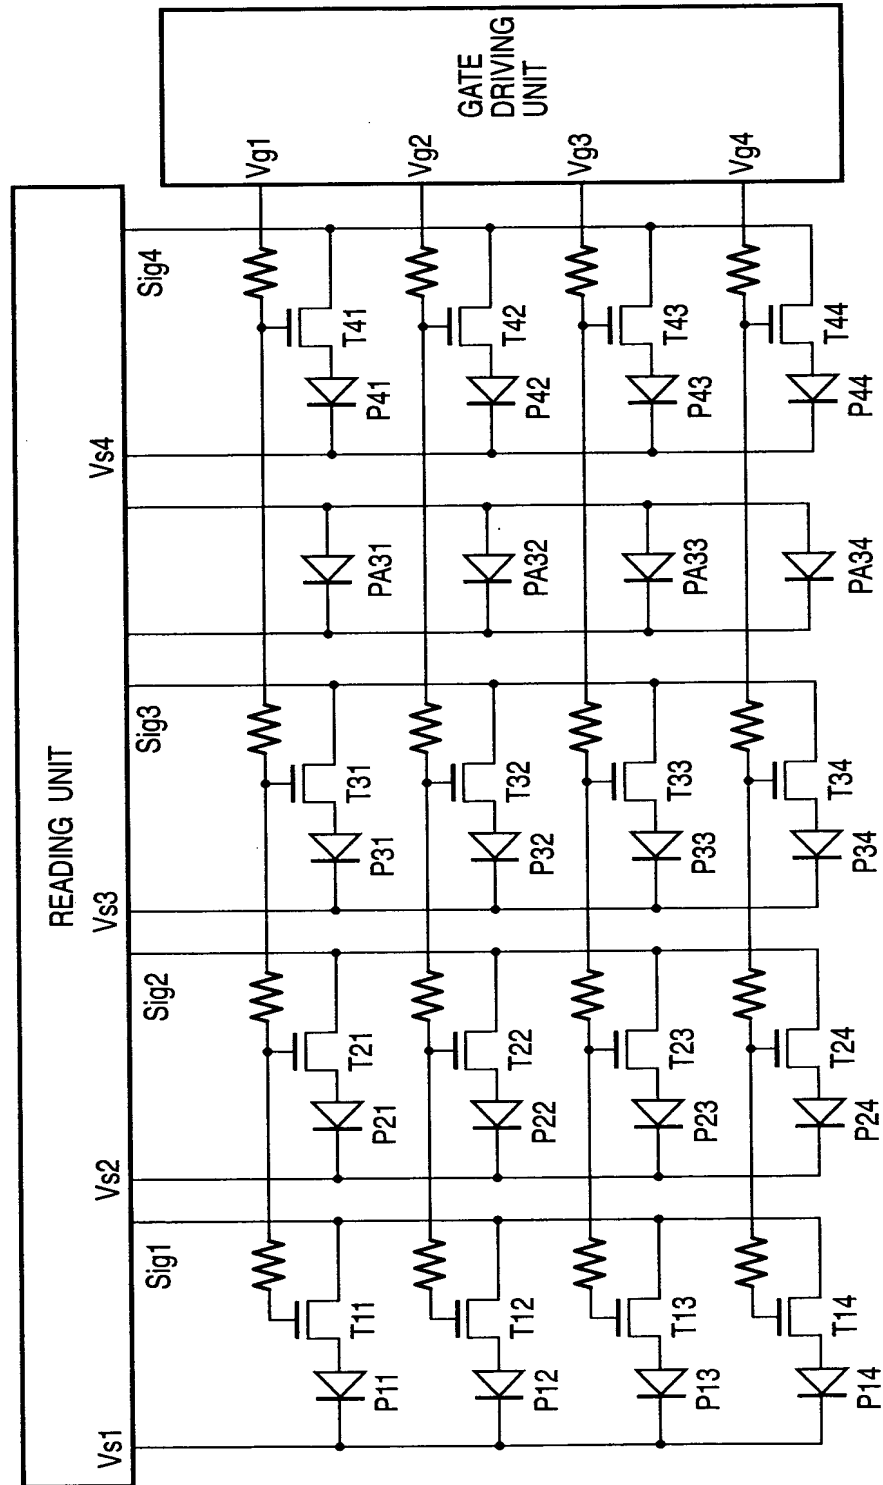 READING UNIT
Vs1
Vs2
Vs3
Vs4
Sig1
Sig2
Sig3
Sig4
GATE
DRIVING
UNIT
Vg1
Vg2
Vg3
Vg4
P11
T11
P21
T21
P31
T31
PA31
P41
T41
P12
T12
P22
T22
P32
T32
PA32
P42
T42
P13
T13
P23
T23
P33
T33
PA33
P43
T43
P14
T14
P24
T24
P34
T34
PA34
P44
T44